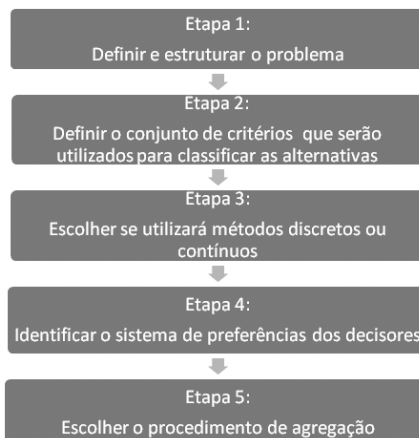 Etapa 1:
Definir e estruturar o problema
Etapa 2:
Definir o conjunto de critérios que serão
utilizados para classificar as alternativas
Etapa 3:
Escolher se utilizará métodos discretos ou
contínuos
Etapa 4:
Identificar o sistema de preferências dos decisores
Etapa 5:
Escolher o procedimento de agregação